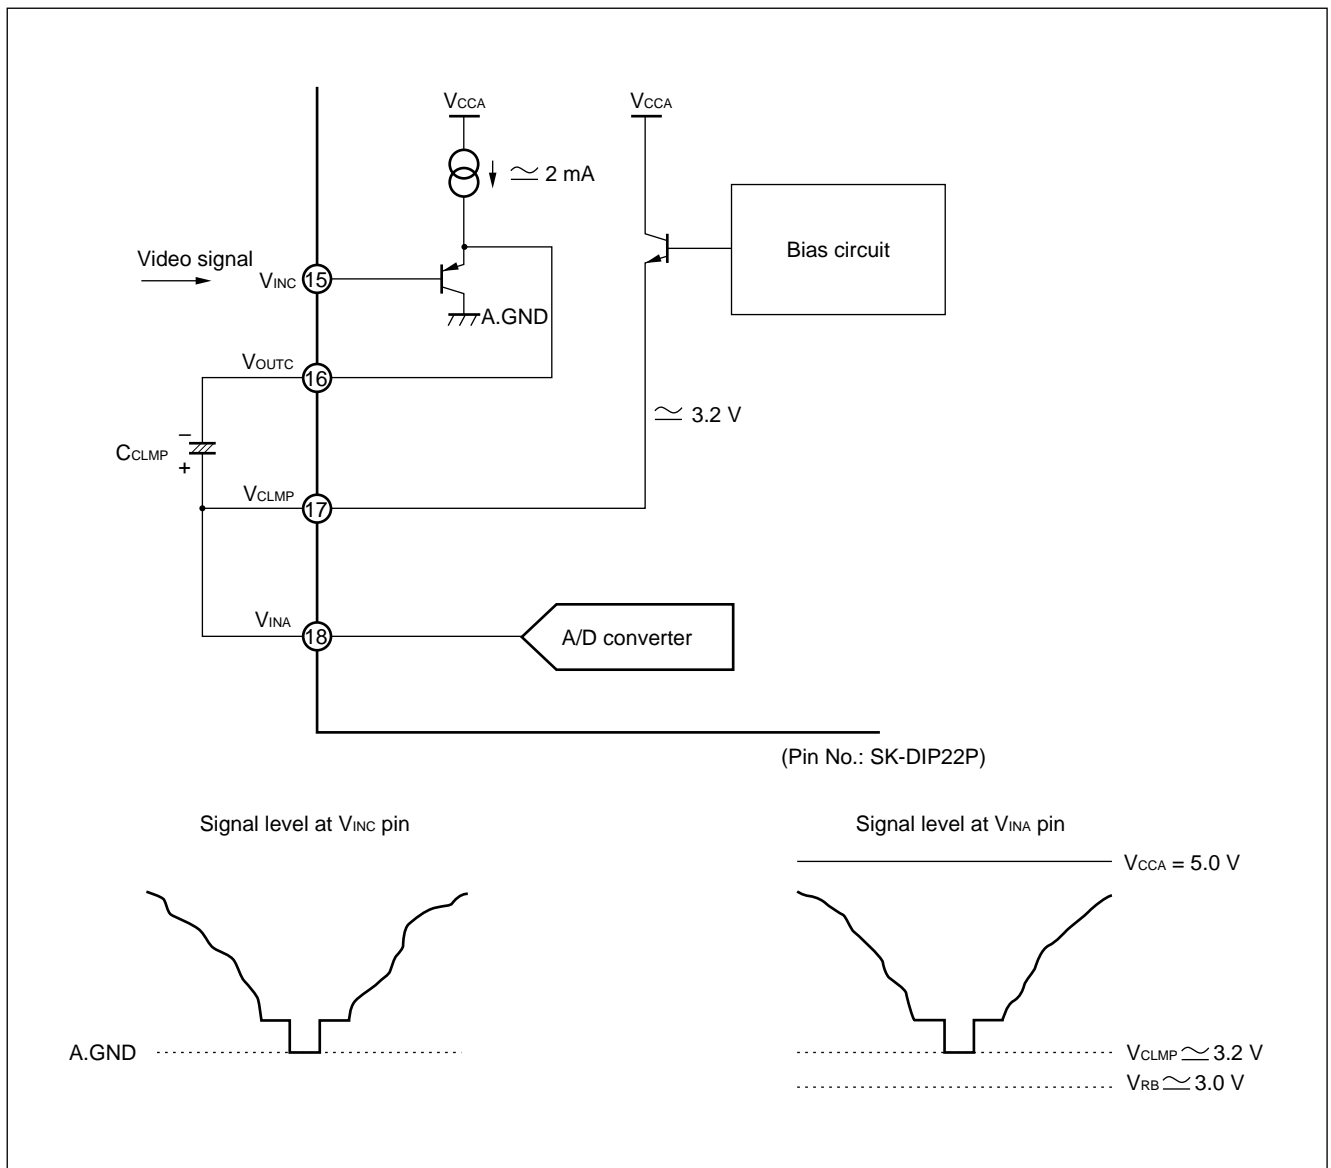 VCCA
VCCA
≃ 2 mA
Video signal
VINC
15
A.GND
Bias circuit
VOUTC
16
≃ 3.2 V
–
CCLMP
+
VCLMP
17
VINA
18
A/D converter
(Pin No.: SK-DIP22P)
Signal level at VINC pin
Signal level at VINA pin
VCCA = 5.0 V
A.GND
VCLMP ≃ 3.2 V
VRB ≃ 3.0 V